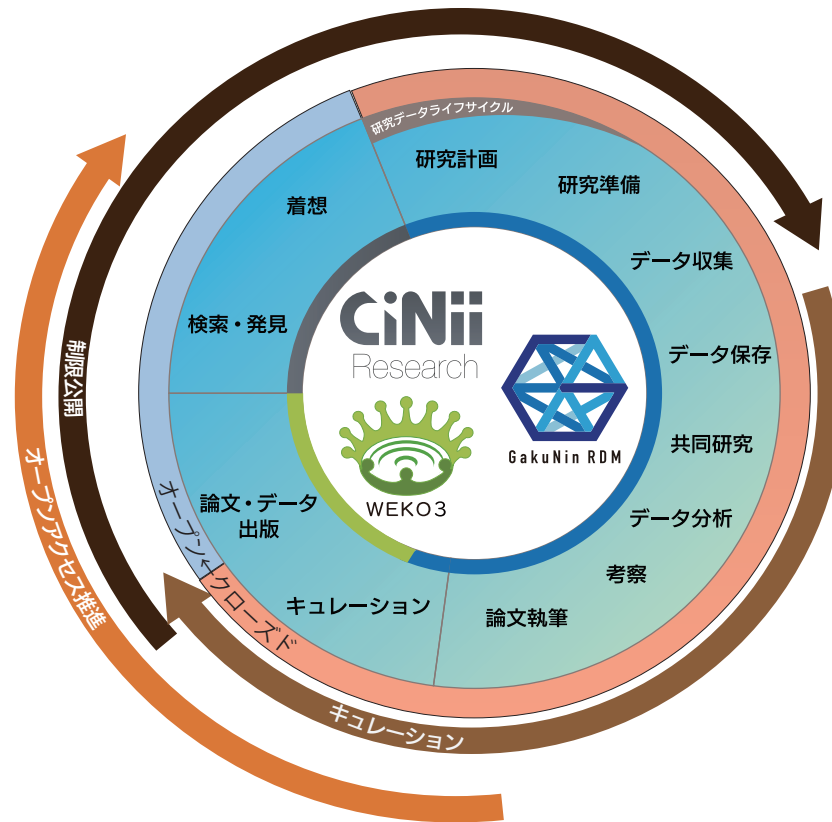 研究データライフサイクル
研究計画
研究準備
着想
データ収集
検索・発見
データ保存
CiNii
Research
GakuNin RDM
WEKO3
共同研究
論文・データ
出版
データ分析
考察
キュレーション
論文執筆
オープン←クローズド
制限公開
オープンアクセス推進
キュレーション